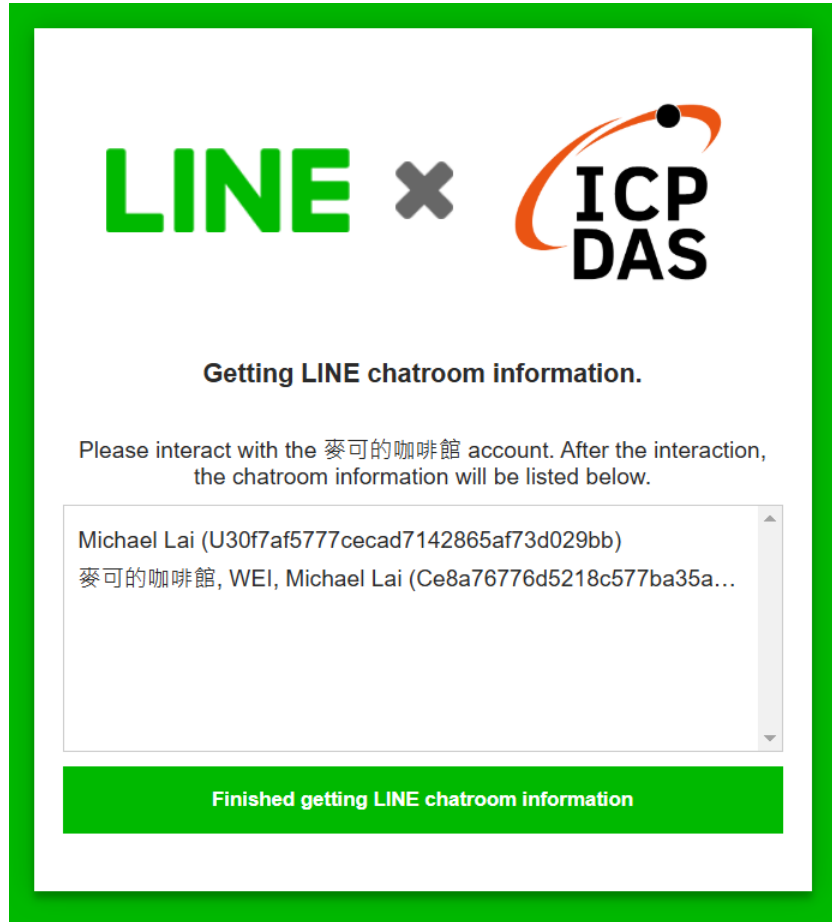 LINE
ICP
DAS
Getting LINE chatroom information.
Please interact with the 麥可的咖啡館 account. After the interaction,
the chatroom information will be listed below.
Michael Lai (U30f7af5777cecad7142865af73d029bb)
麥可的咖啡館, WEI, Michael Lai (Ce8a76776d5218c577ba35a...
Finished getting LINE chatroom information